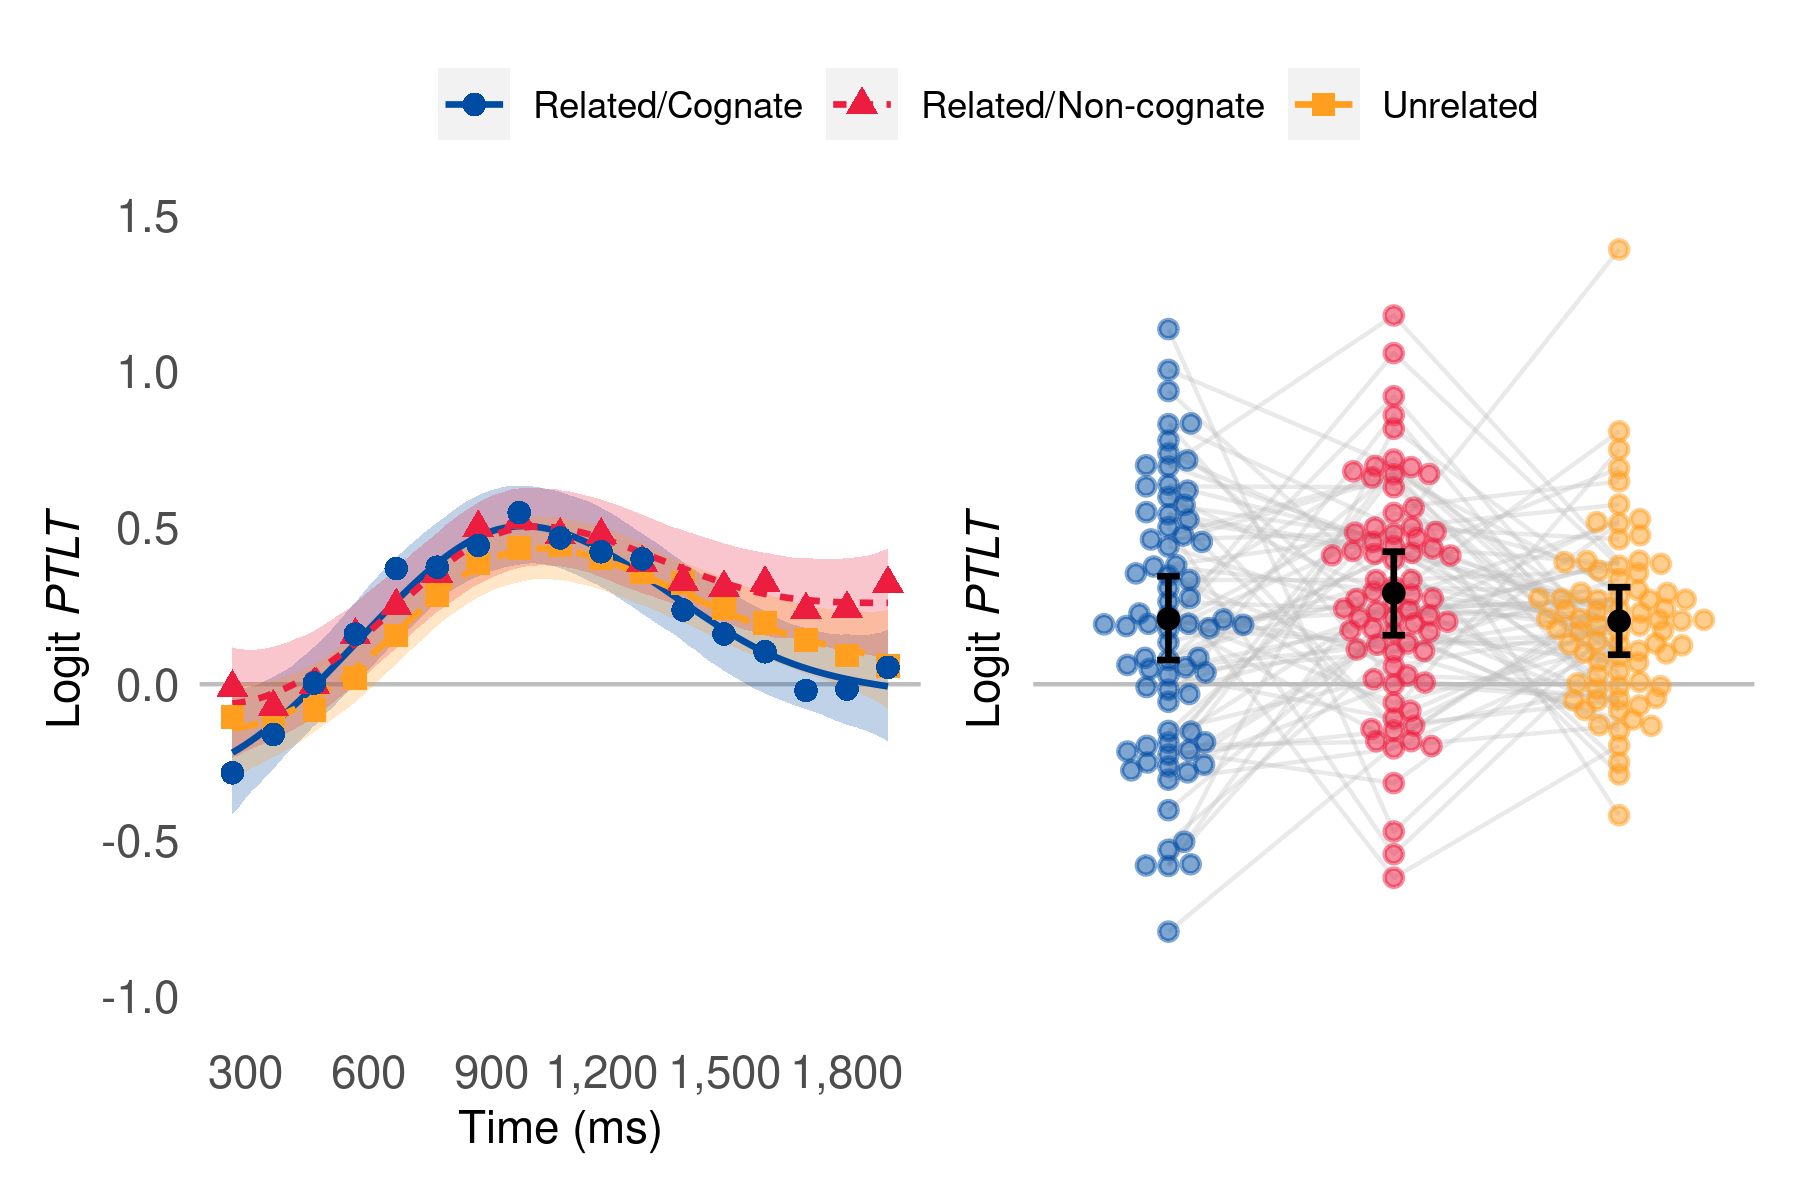 Related/Cognate Related/Non-cognate Unrelated
1.5
1.0
0.5
0.0
-0.5
-1.0
Logit PTLT
300 600 900 1,200 1,500 1,800
Time (ms)
Logit PTLT